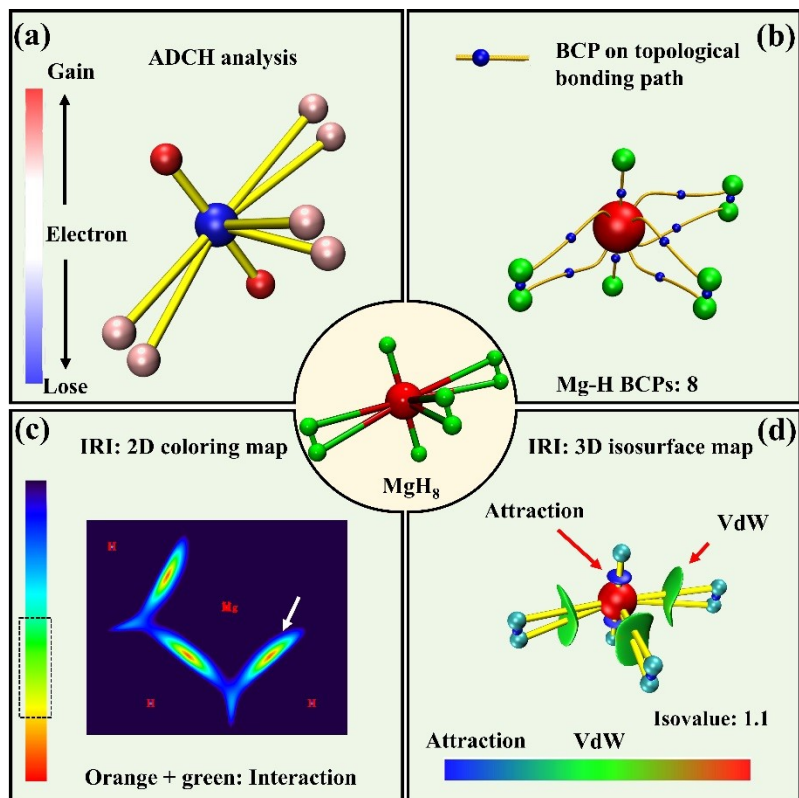 (a)
ADCH analysis
Gain
Electron
Lose
(b)
BCP on topological
bonding path
Mg-H BCPs: 8
MgH₈
(c)
IRI: 2D coloring map
H
Mg
H
H
Orange + green: Interaction
(d)
IRI: 3D isosurface map
Attraction
VdW
Isovalue: 1.1
Attraction
VdW